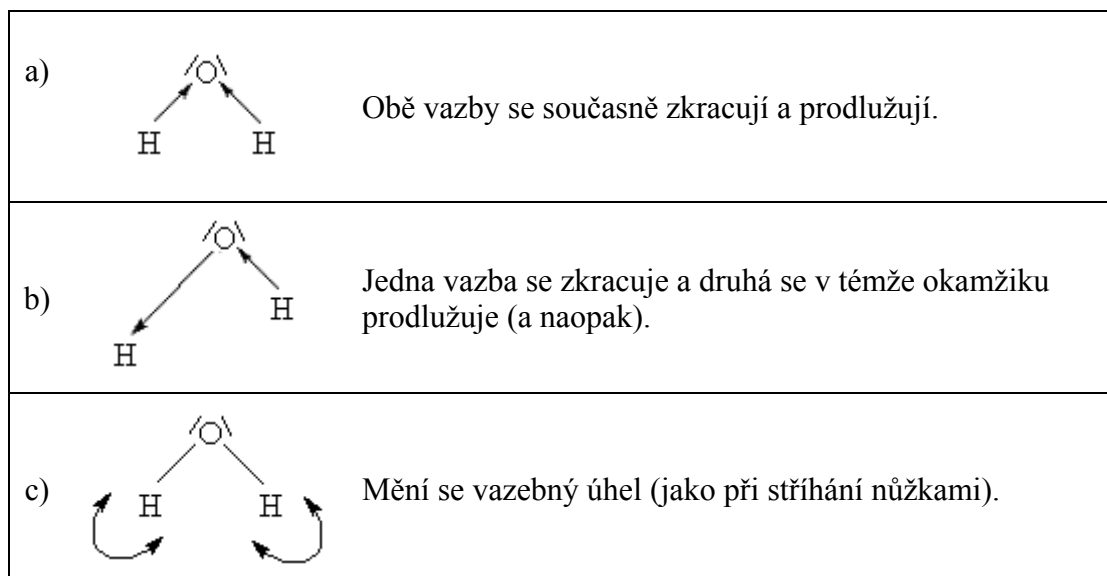 a)
O
H H
Obě vazby se současně zkracují a prodlužují.
b)
O
H
H
Jedna vazba se zkracuje a druhá se v témže okamžiku
prodlužuje (a naopak).
c)
O
H H
Mění se vazebný úhel (jako při stříhání nůžkami).